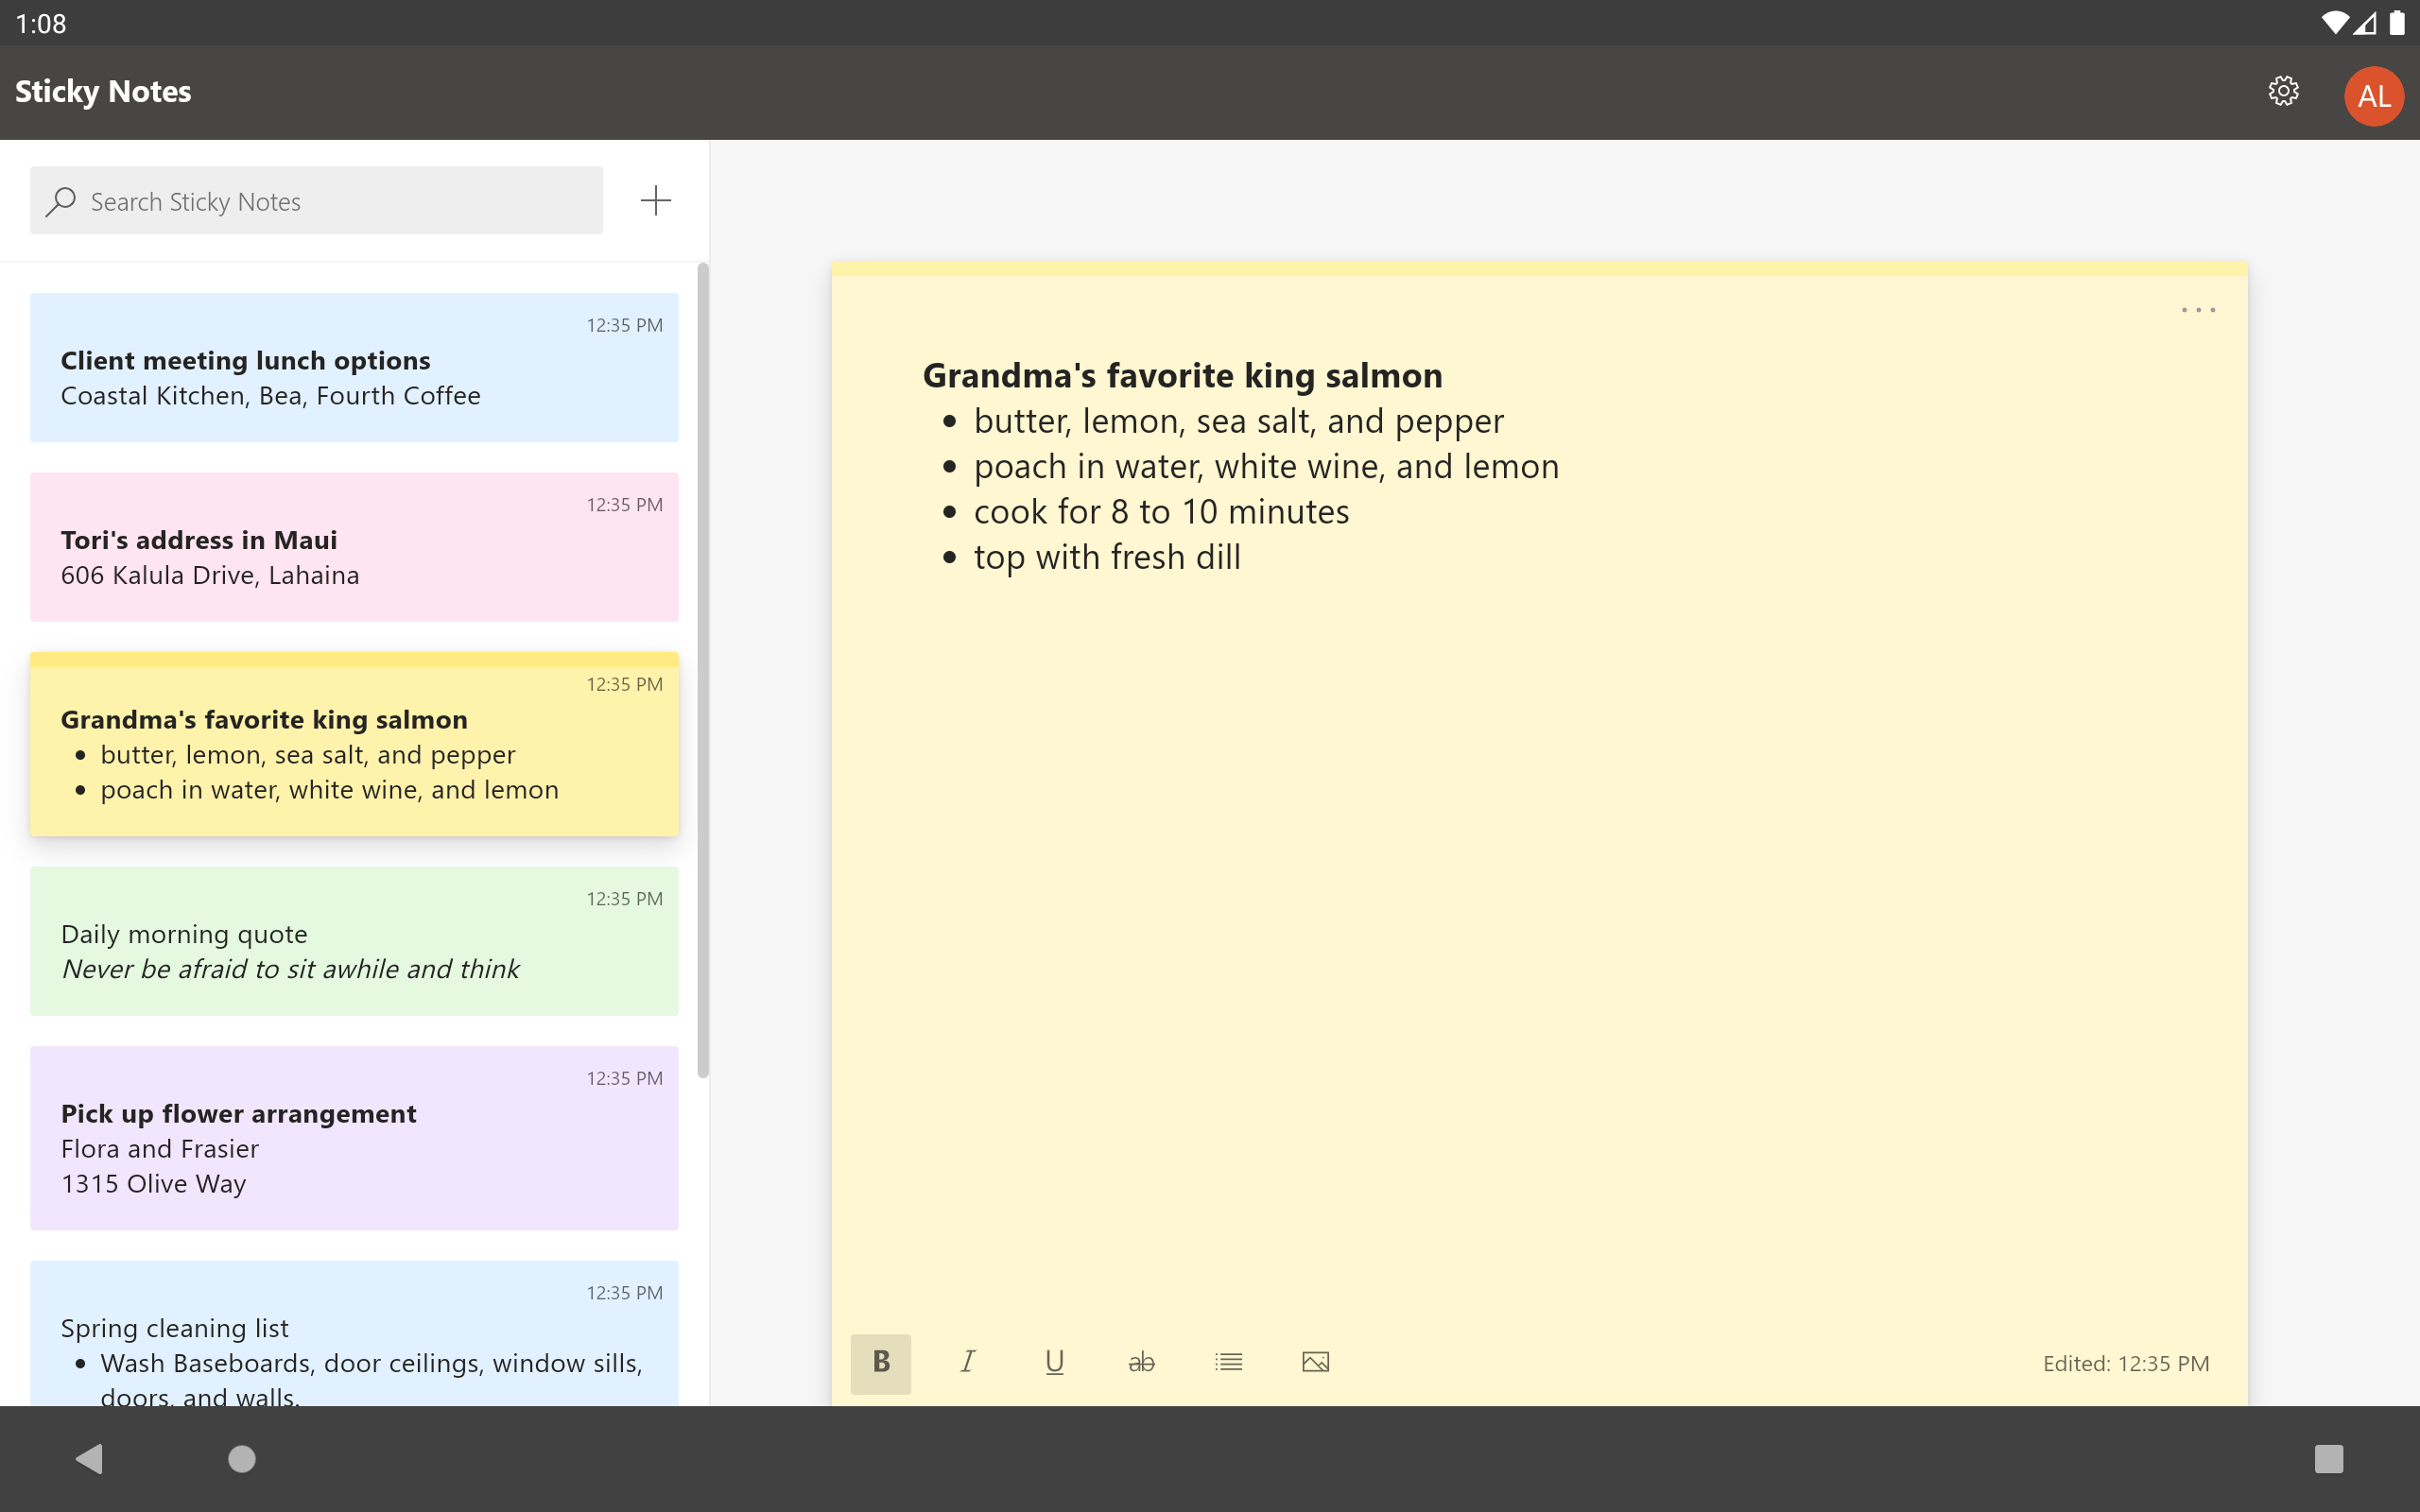 1:08
Sticky Notes
AL
Search Sticky Notes
12:35 PM
Client meeting lunch options
Coastal Kitchen, Bea, Fourth Coffee
12:35 PM
Tori's address in Maui
606 Kalula Drive, Lahaina
12:35 PM
Grandma's favorite king salmon
• butter, lemon, sea salt, and pepper
• poach in water, white wine, and lemon
12:35 PM
Daily morning quote
Never be afraid to sit awhile and think
12:35 PM
Pick up flower arrangement
Flora and Frasier
1315 Olive Way
12:35 PM
Spring cleaning list
• Wash Baseboards, door ceilings, window sills,
doors, and walls.
Grandma's favorite king salmon
• butter, lemon, sea salt, and pepper
• poach in water, white wine, and lemon
• cook for 8 to 10 minutes
• top with fresh dill
B I U ab
Edited: 12:35 PM